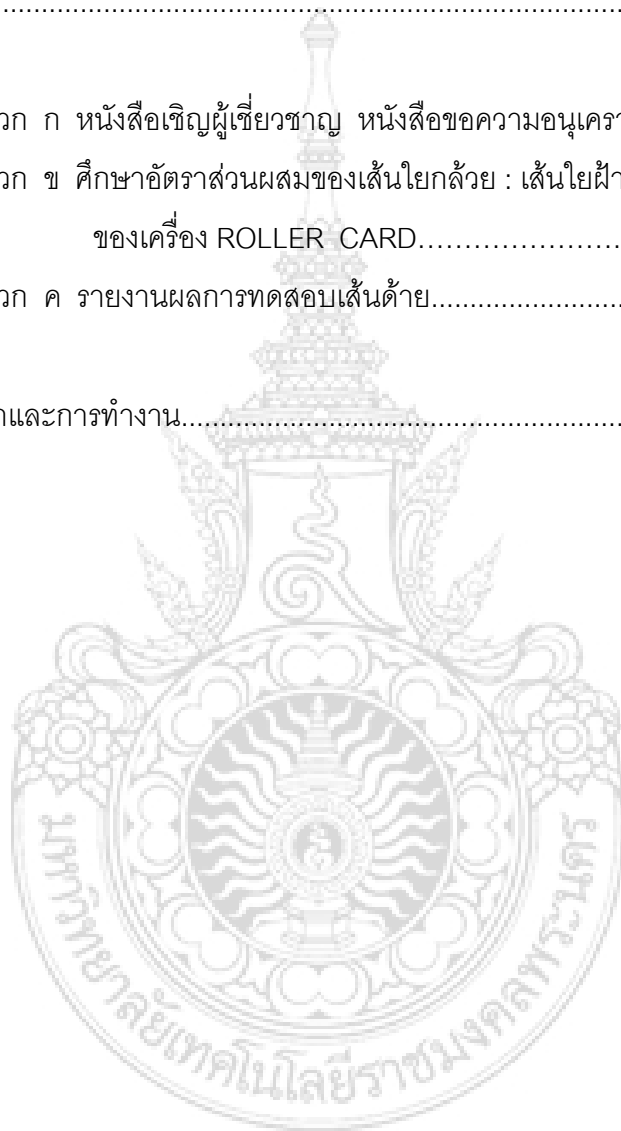 ................................................................................
วก ก หนังสือเชิญผู้เชี่ยวชาญ หนังสือขอความอนุเครา
วก ข ศึกษาอัตราส่วนผสมของเส้นใยกล้วย : เส้นใยฝ้า
ของเครื่อง ROLLER CARD.......................
วก ค รายงานผลการทดสอบเส้นด้าย.........................
และการทำงาน.......................................................
มหาวิทยาลัยเทคโนโลยีราชมงคลพระนคร